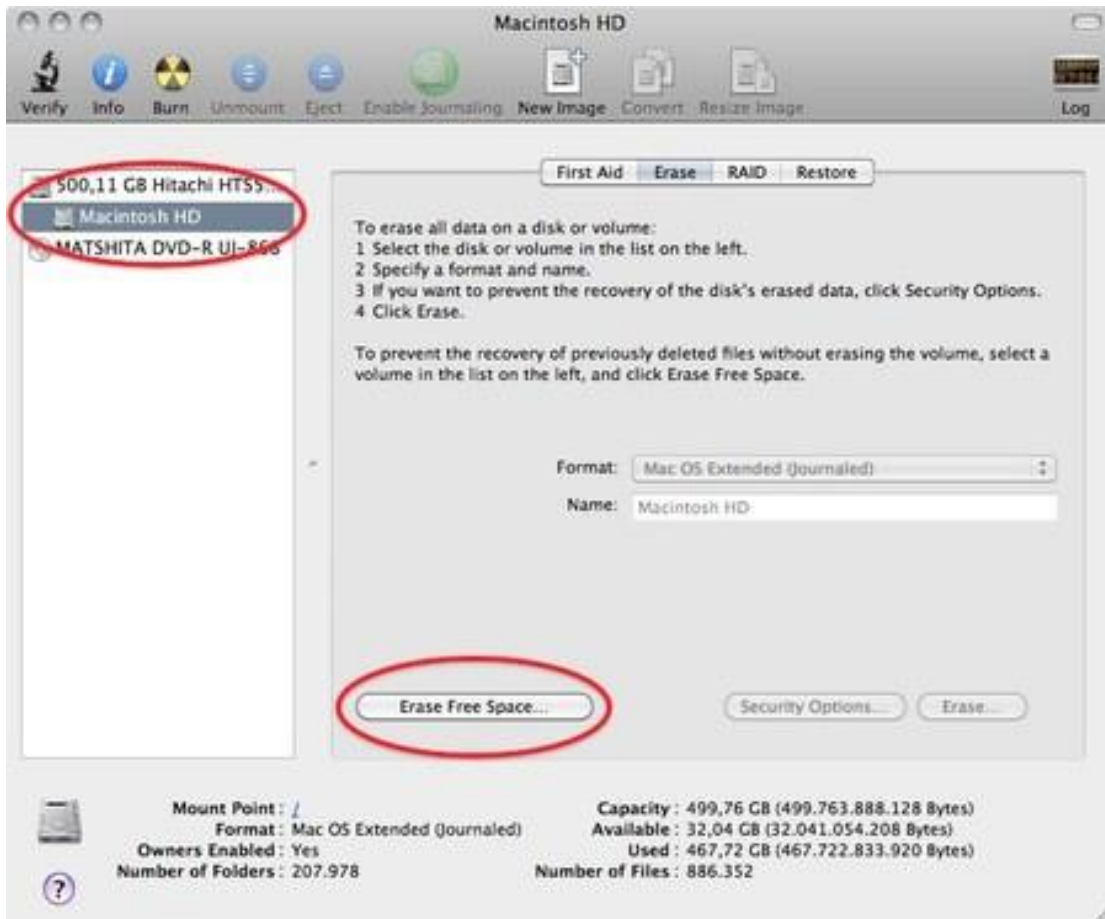 Macintosh HD
Verify Info Burn Unmount Eject Enable Journaling New Image Convert Resize Image Log
500,11 GB Hitachi HTS5...
Macintosh HD
MATSHITA DVD-R UJ-868
First Aid Erase RAID Restore
To erase all data on a disk or volume:
1 Select the disk or volume in the list on the left.
2 Specify a format and name.
3 If you want to prevent the recovery of the disk's erased data, click Security Options.
4 Click Erase.
To prevent the recovery of previously deleted files without erasing the volume, select a
volume in the list on the left, and click Erase Free Space.
Format: Mac OS Extended (Journaled)
Name: Macintosh HD
Erase Free Space... Security Options... Erase...
Mount Point : /
Format : Mac OS Extended (Journaled)
Owners Enabled : Yes
Number of Folders : 207.978
Capacity : 499,76 GB (499.763.888.128 Bytes)
Available : 32,04 GB (32.041.054.208 Bytes)
Used : 467,72 GB (467.722.833.920 Bytes)
Number of Files : 886.352
?